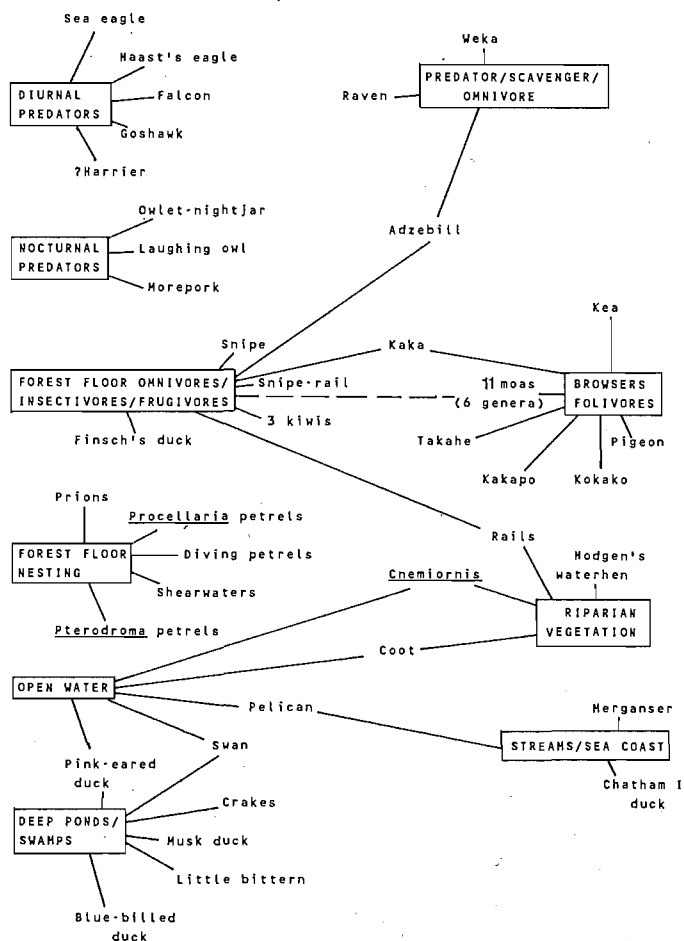 Sea eagle
Haast's eagle
DIURNAL
PREDATORS
Falcon
Goshawk
?Harrier
Weka
PREDATOR/SCAVENGER/
OMNIVORE
Raven
Adzebill
Owlet-nightjar
NOCTURNAL
PREDATORS
Laughing owl
Morepork
Kea
Snipe
Kaka
FOREST FLOOR OMNIVORES/
INSECTIVORES/FRUGIVORES
Snipe-rail
3 kiwis
Finsch's duck
11 moas
(6 genera)
BROWSERS
FOLIVORES
Takahe
Pigeon
Kakapo
Kokako
Prions
Procellaria petrels
FOREST FLOOR
NESTING
Diving petrels
Shearwaters
Pterodroma petrels
Rails
Hodgen's
waterhen
Cnemiornis
RIPARIAN
VEGETATION
Coot
OPEN WATER
Pelican
Merganser
STREAMS/SEA COAST
Chatham I
duck
Swan
Pink-eared
duck
DEEP PONDS/
SWAMPS
Crakes
Musk duck
Little bittern
Blue-billed
duck